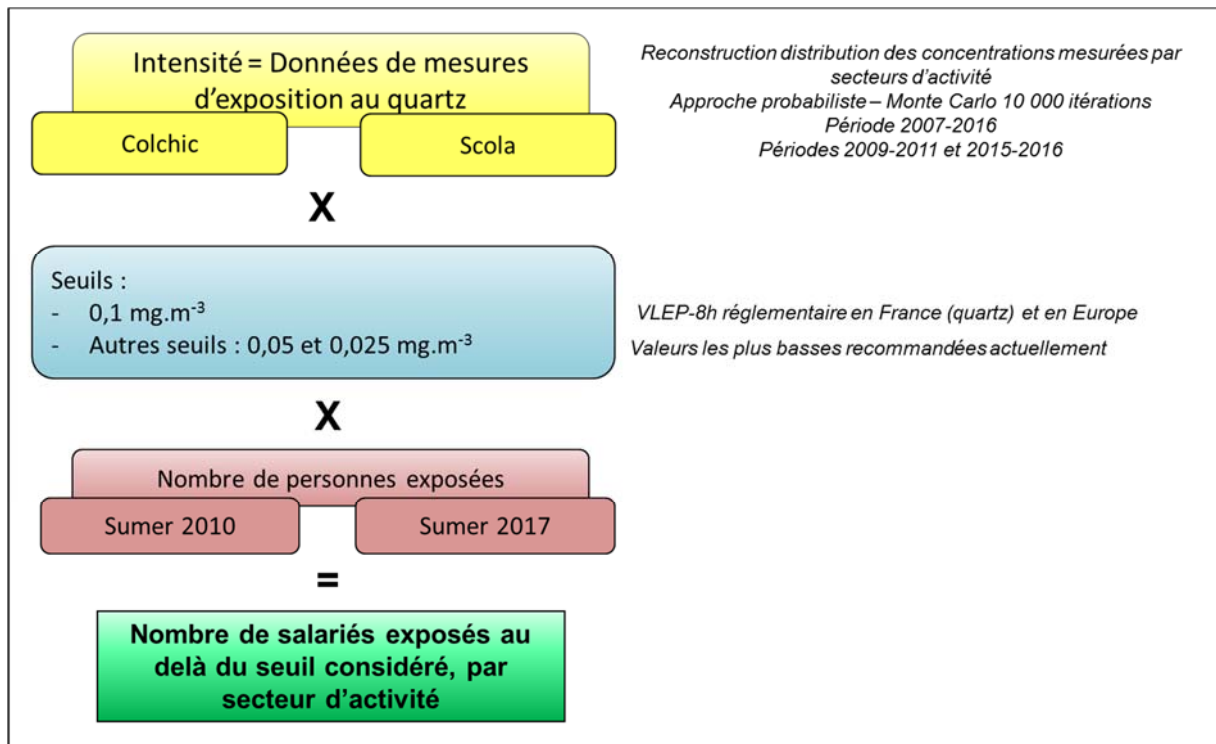 Intensité = Données de mesures
d'exposition au quartz
Colchic
Scola
Reconstruction distribution des concentrations mesurées par
secteurs d'activité
Approche probabiliste – Monte Carlo 10 000 itérations
Période 2007-2016
Périodes 2009-2011 et 2015-2016
X
Seuils :
- 0,1 mg.m⁻³
- Autres seuils : 0,05 et 0,025 mg.m⁻³
VLEP-8h réglementaire en France (quartz) et en Europe
Valeurs les plus basses recommandées actuellement
X
Nombre de personnes exposées
Sumer 2010
Sumer 2017
=
Nombre de salariés exposés au
delà du seuil considéré, par
secteur d'activité